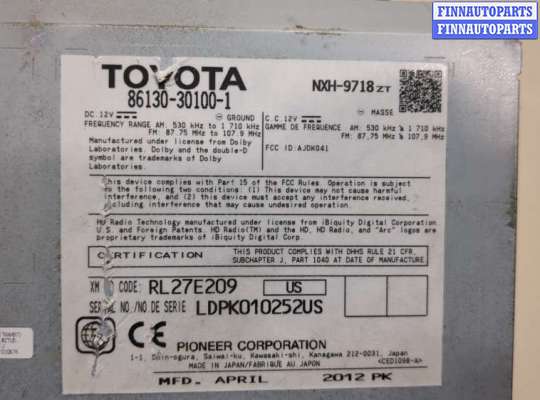 FINNAUTOPARTS
FINNAUTOPARTS
TOYOTA
86130-30100-1
NXH-9718 ZT
DC. 12V ⊖ GROUND
FREQUENCY RANGE AM: 530 kHz to 1 710 kHz
FM: 87.75 MHz to 107.9 MHz
C.C. 12V ⊖ MASSE
GAMME DE FREQUENCE AM: 530 kHz à 1 710 kHz
FM: 87,75 MHz à 107,9 MHz
Manufactured under license from Dolby
Laboratories. Dolby and the double-D
symbol are trademarks of Dolby
Laboratories.
FCC ID:AJDK041
This device complies with Part 15 of the FCC Rules. Operation is subject
to the following two conditions: (1) This device may not cause harmful
interference, and (2) this device must accept any interference received,
including interference that may cause undesired operation.
HD Radio Technology manufactured under license from iBiquity Digital Corporation
U.S. and Foreign Patents. HD Radio(TM) and the HD, HD Radio, and "Arc" logos are
proprietary trademarks of iBiquity Digital Corp.
CERTIFICATION
THIS PRODUCT COMPLIES WITH DHHS RULE 21 CFR,
SUBCHAPTER J, PART 1040 AT DATE OF MANUFACTURE.
XM CODE: RL27E209 US
SERIAL NO./NO.DE SERIE LDPK010252US
CE PIONEER CORPORATION
1-1, Shin-ogura, Saiwai-ku, Kawasaki-shi, Kanagawa 212-0031, Japan
MADE IN JAPAN/FABRIQUE AU JAPON <CED1098-A>
MFD. APRIL 2012 PK